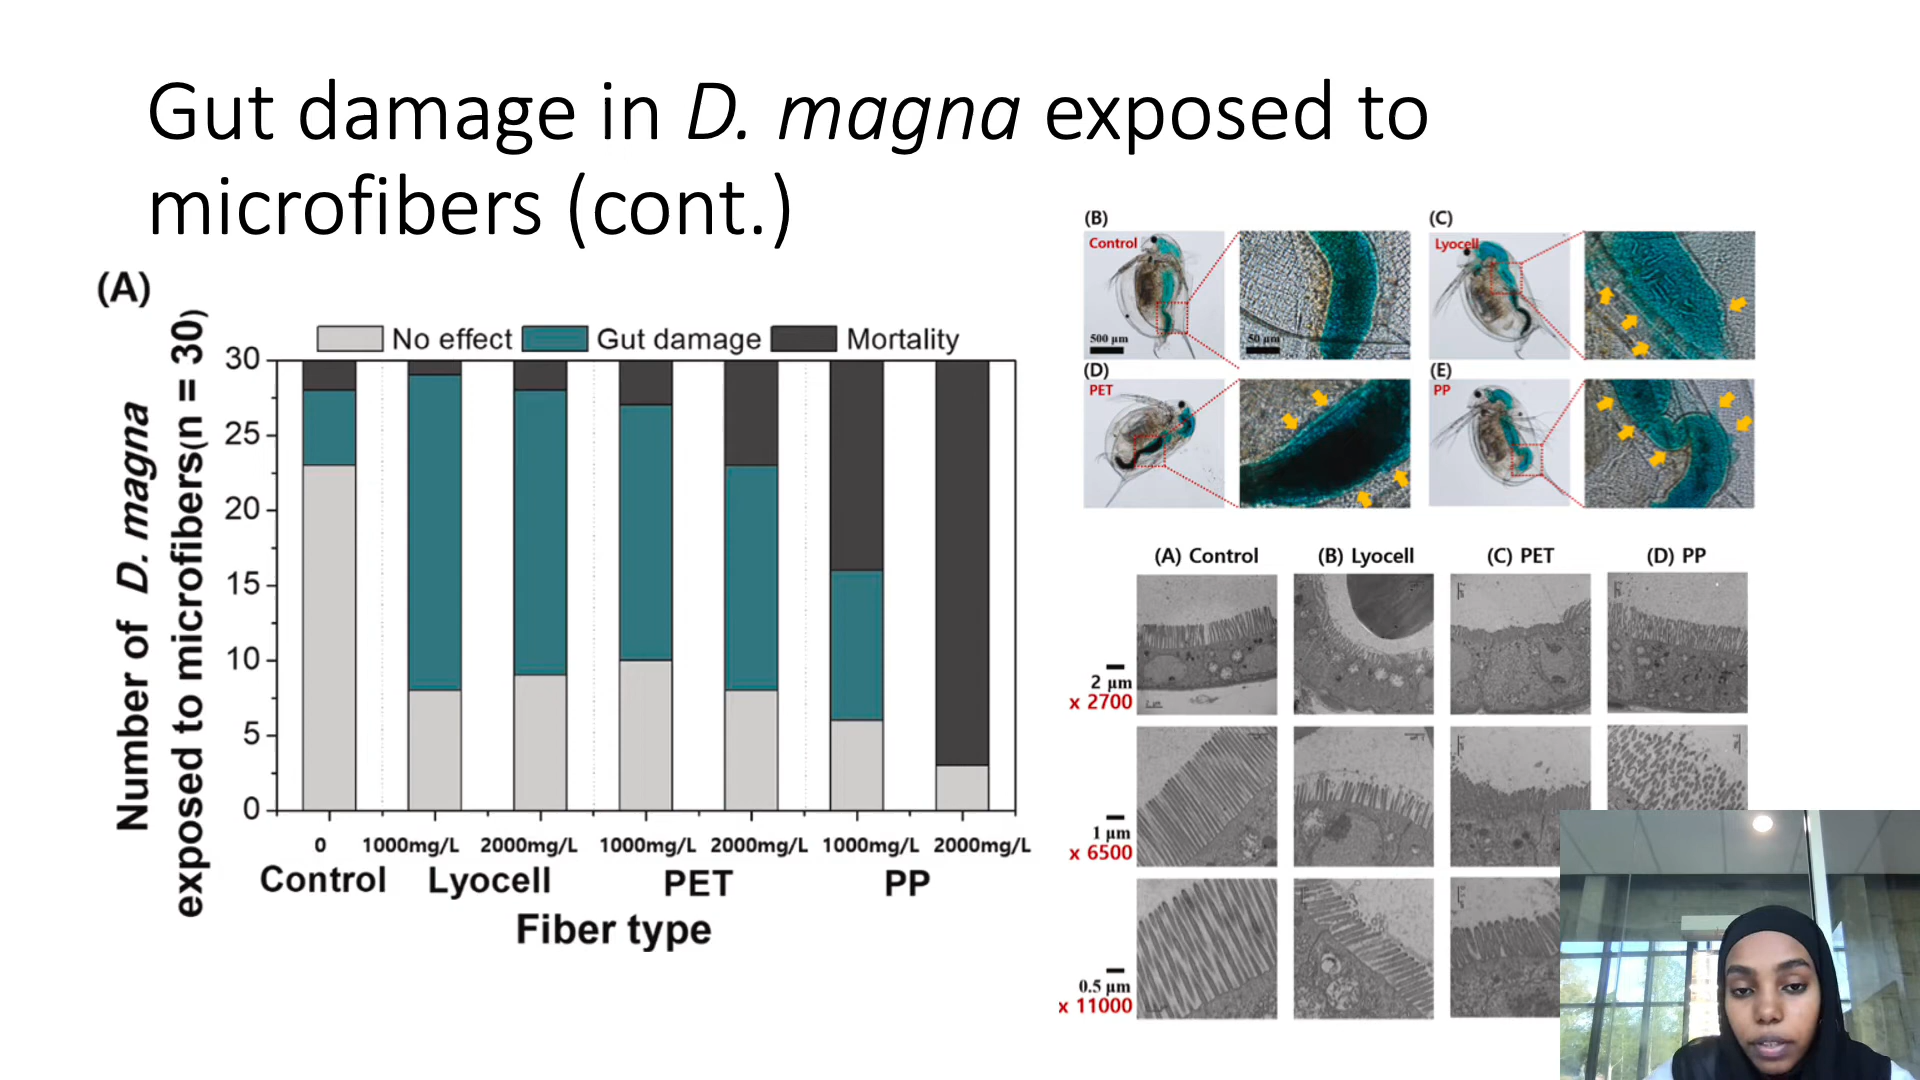 Gut damage in D. magna exposed to
microfibers (cont.)
(A)
No effect Gut damage Mortality
Number of D. magna
exposed to microfibers(n = 30)
30
25
20
15
10
5
0
0 1000mg/L 2000mg/L 1000mg/L 2000mg/L 1000mg/L 2000mg/L
Control Lyocell PET PP
Fiber type
(B)
Control
500 μm
50 μm
(C)
Lyocell
(D)
PET
(E)
PP
(A) Control (B) Lyocell (C) PET (D) PP
2 μm
x 2700
1 μm
x 6500
0.5 μm
x 11000